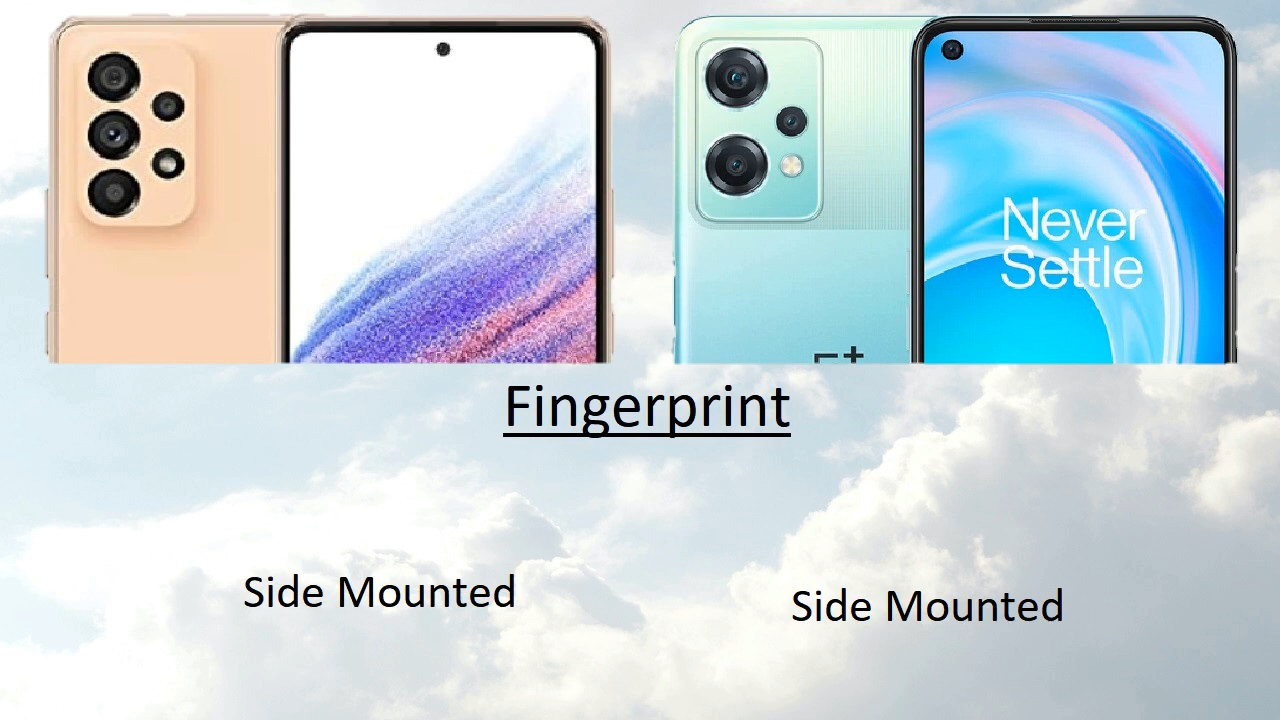 Never
Settle
Fingerprint
Side Mounted
Side Mounted